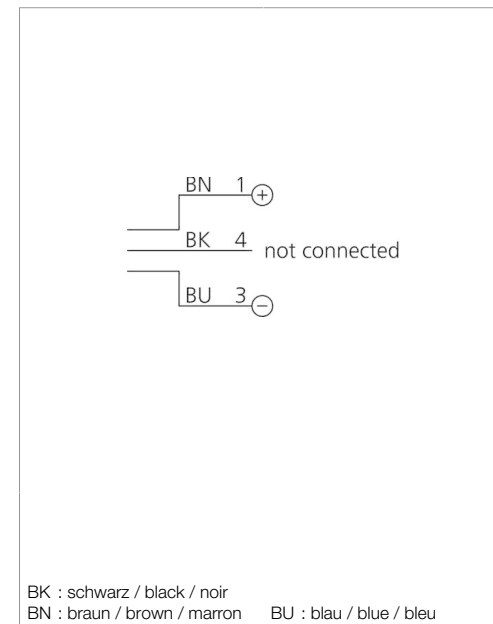 BN 1 +
BK 4 not connected
BU 3 −
BK : schwarz / black / noir
BN : braun / brown / marron BU : blau / blue / bleu